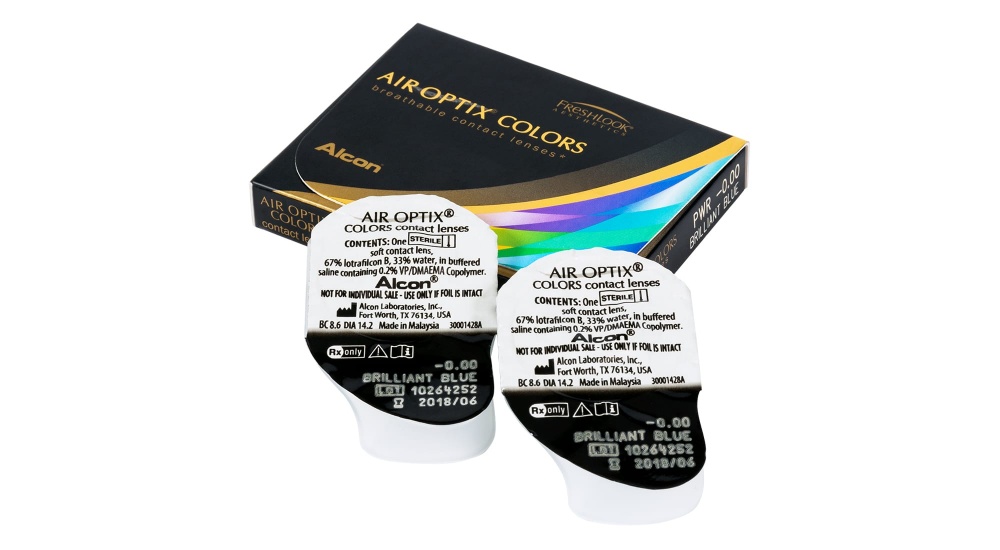 AIR OPTIX COLORS
breathable contact lenses*
FRESHLOOK®
AESTHETICS
Alcon
AIR OPTIX
COLORS
contact
PWR -0.00
BRILLIANT BLUE
AIR OPTIX®
COLORS contact lenses
CONTENTS: One STERILE
soft contact lens,
67% lotrafilcon B, 33% water, in buffered
saline containing 0.2% VP/DMAEMA Copolymer.
Alcon®
NOT FOR INDIVIDUAL SALE - USE ONLY IF FOIL IS INTACT
Alcon Laboratories, Inc.,
Fort Worth, TX 76134, USA
BC 8.6 DIA 14.2 Made in Malaysia 30001428A
Rx only
-0.00
BRILLIANT BLUE
LOT 10264252
2018/06
AIR OPTIX®
COLORS contact lenses
CONTENTS: One STERILE
soft contact lens,
67% lotrafilcon B, 33% water, in buffered
saline containing 0.2% VP/DMAEMA Copolymer.
Alcon®
NOT FOR INDIVIDUAL SALE - USE ONLY IF FOIL IS INTACT
Alcon Laboratories, Inc.,
Fort Worth, TX 76134, USA
BC 8.6 DIA 14.2 Made in Malaysia 30001428A
Rx only
-0.00
BRILLIANT BLUE
LOT 10264252
2018/06